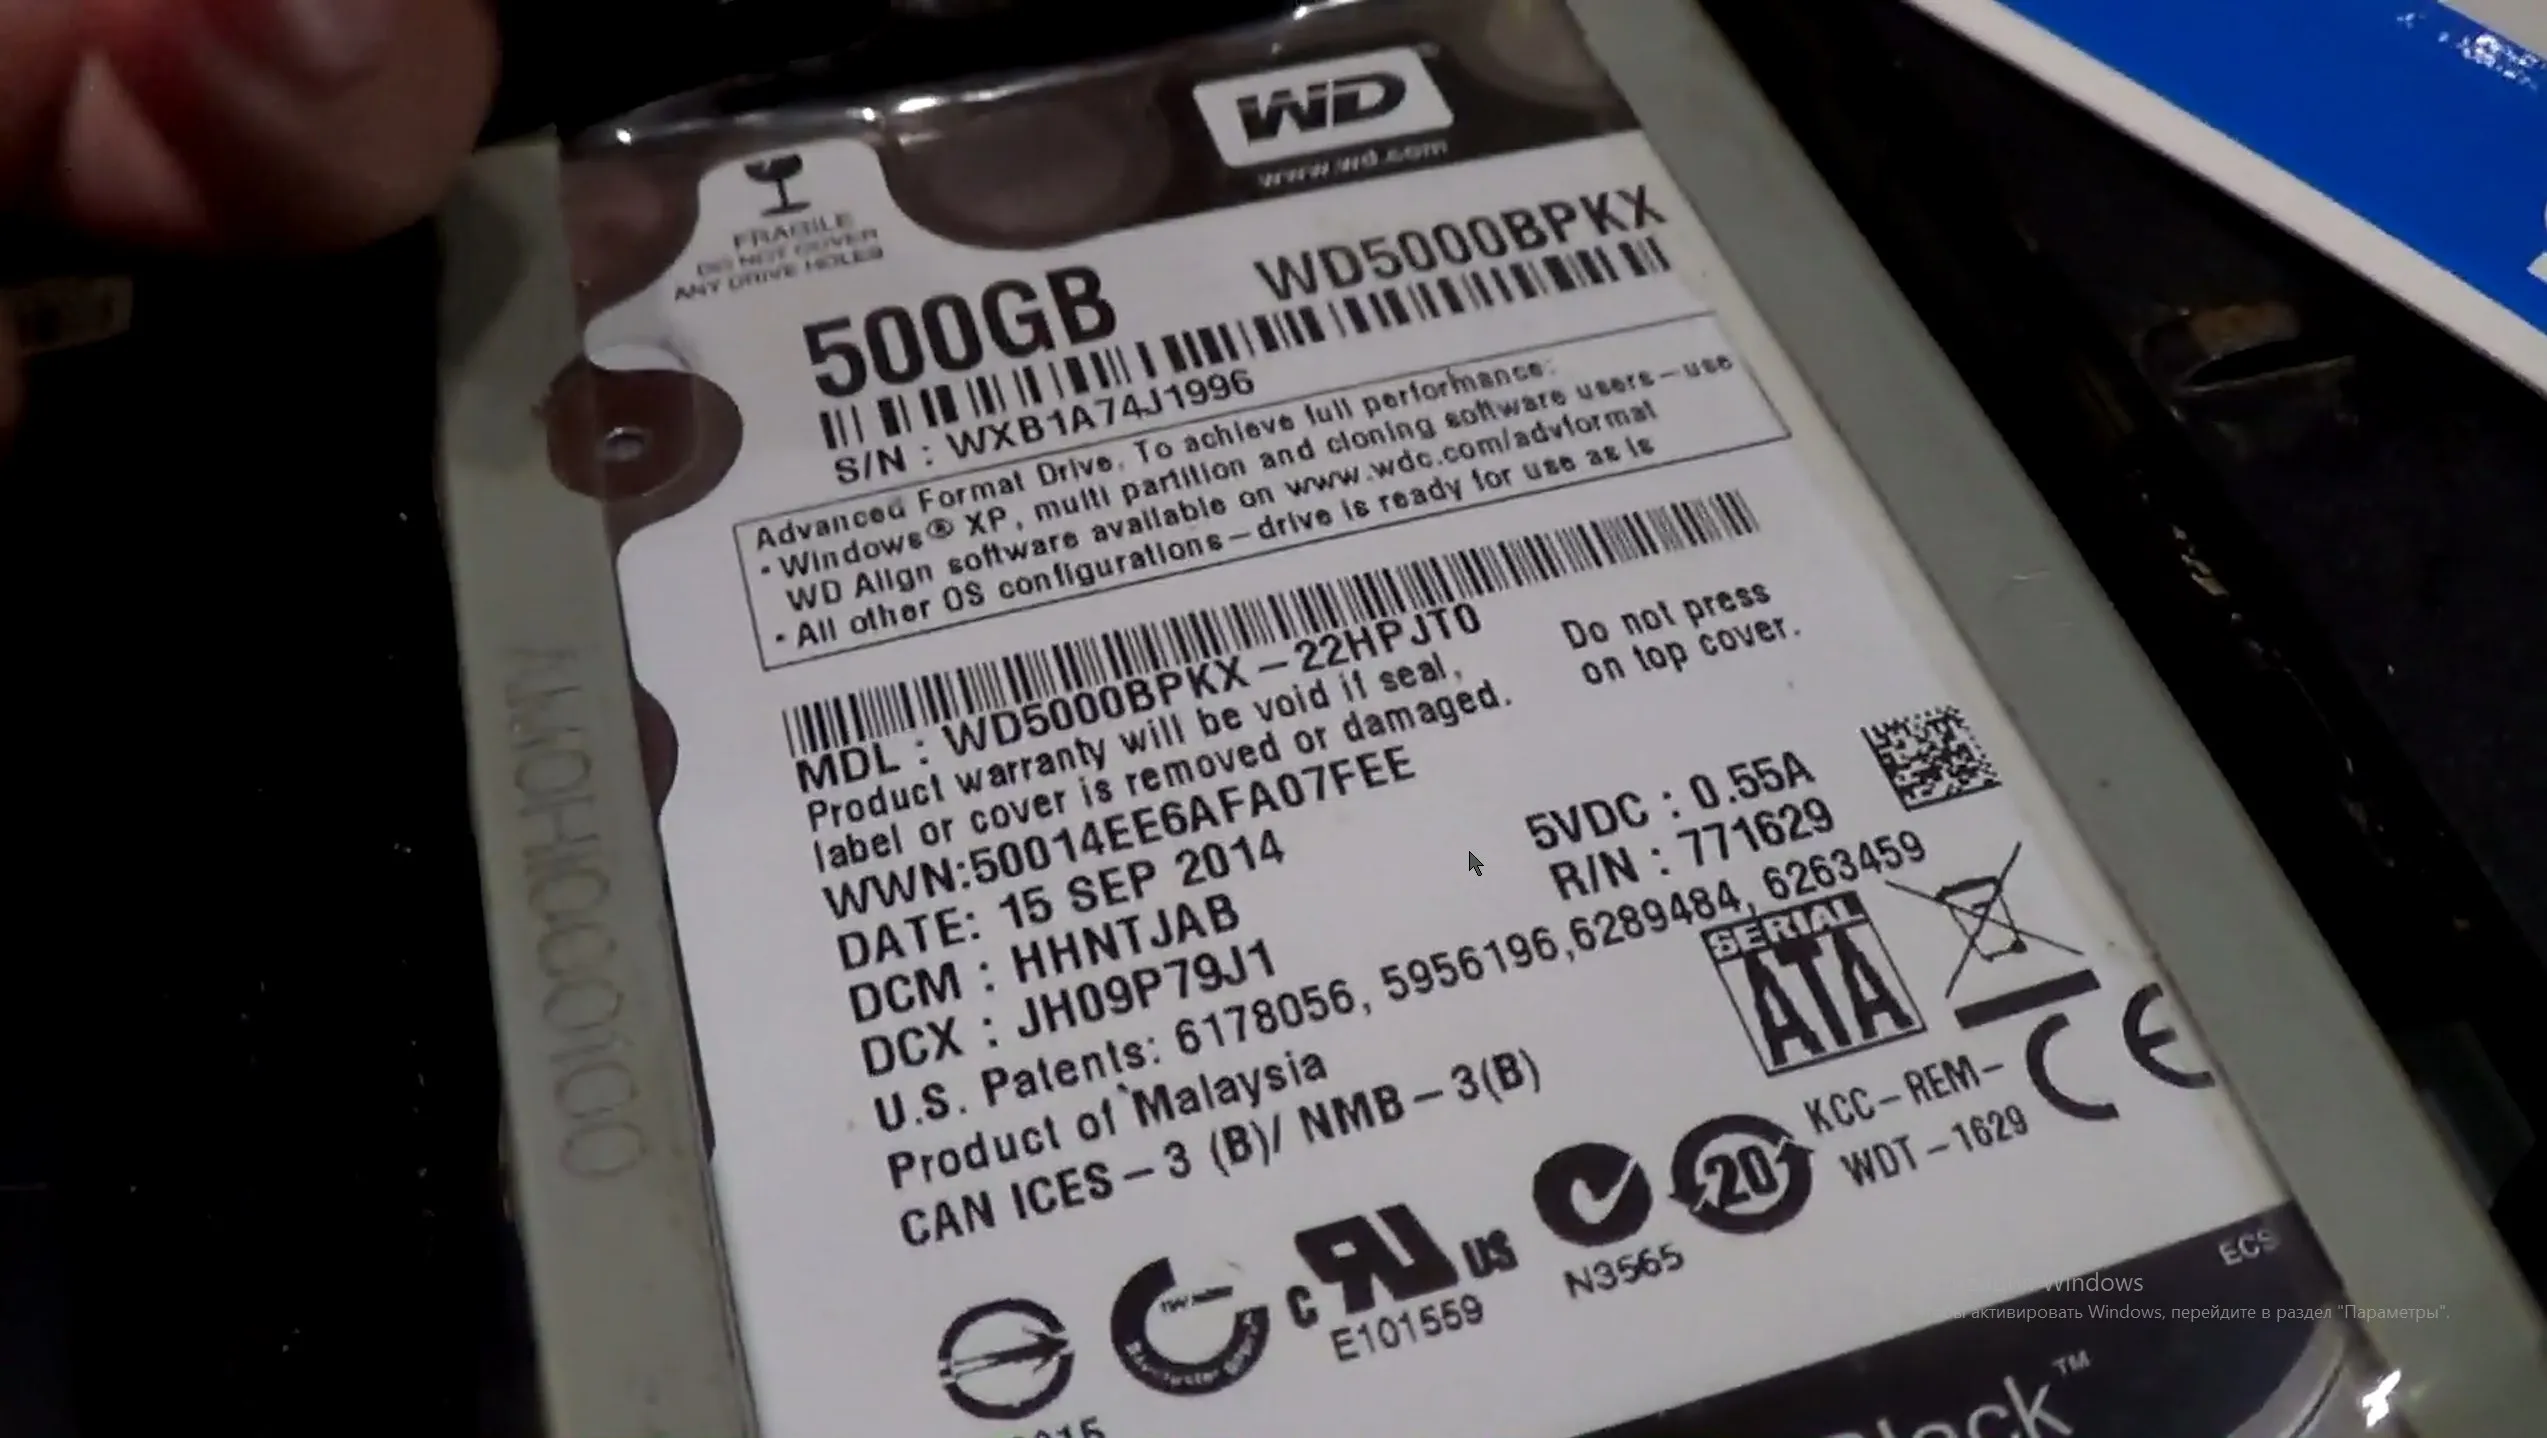 WD
www.wd.com
FRAGILE
DO NOT COVER
ANY DRIVE HOLES
500GB
WD5000BPKX
S/N : WXB1A74J1996
Advanced Format Drive. To achieve full performance:
• Windows® XP, multi partition and cloning software users – use
WD Align software available on www.wdc.com/advformat
• All other OS configurations – drive is ready for use as is
MDL : WD5000BPKX – 22HPJT0
Product warranty will be void if seal,
label or cover is removed or damaged.
Do not press
on top cover.
WWN:50014EE6AFA07FEE
DATE: 15 SEP 2014
DCM : HHNTJAB
DCX : JH09P79J1
5VDC : 0.55A
R/N : 771629
U.S. Patents: 6178056, 5956196,6289484, 6263459
Product of Malaysia
CAN ICES – 3 (B)/ NMB – 3(B)
SERIAL
ATA
CE
KCC – REM –
WDT – 1629
20
N3565
C
US
E101559
ECS
Windows
активировать Windows, перейдите в раздел "Параметры".
Black™